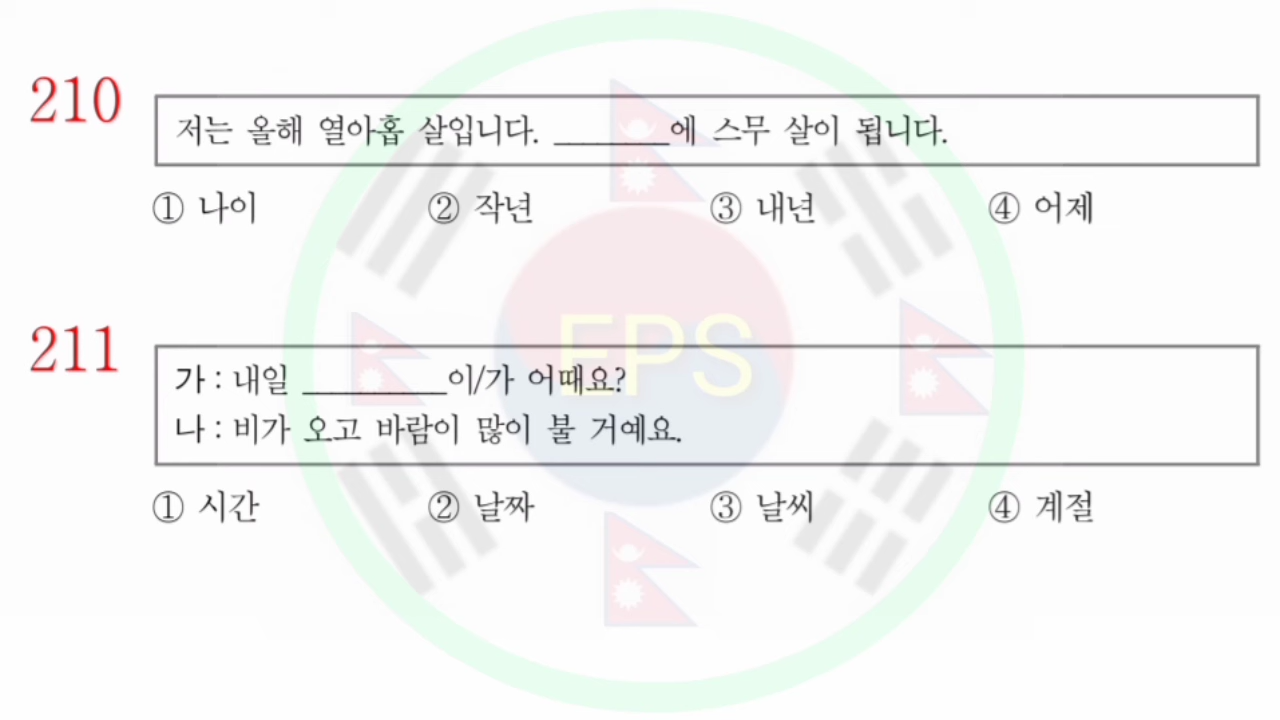 210
저는 올해 열아홉 살입니다. ________에 스무 살이 됩니다.
① 나이 ② 작년 ③ 내년 ④ 어제
EPS
211
가 : 내일 __________이/가 어때요?
나 : 비가 오고 바람이 많이 불 거예요.
① 시간 ② 날짜 ③ 날씨 ④ 계절